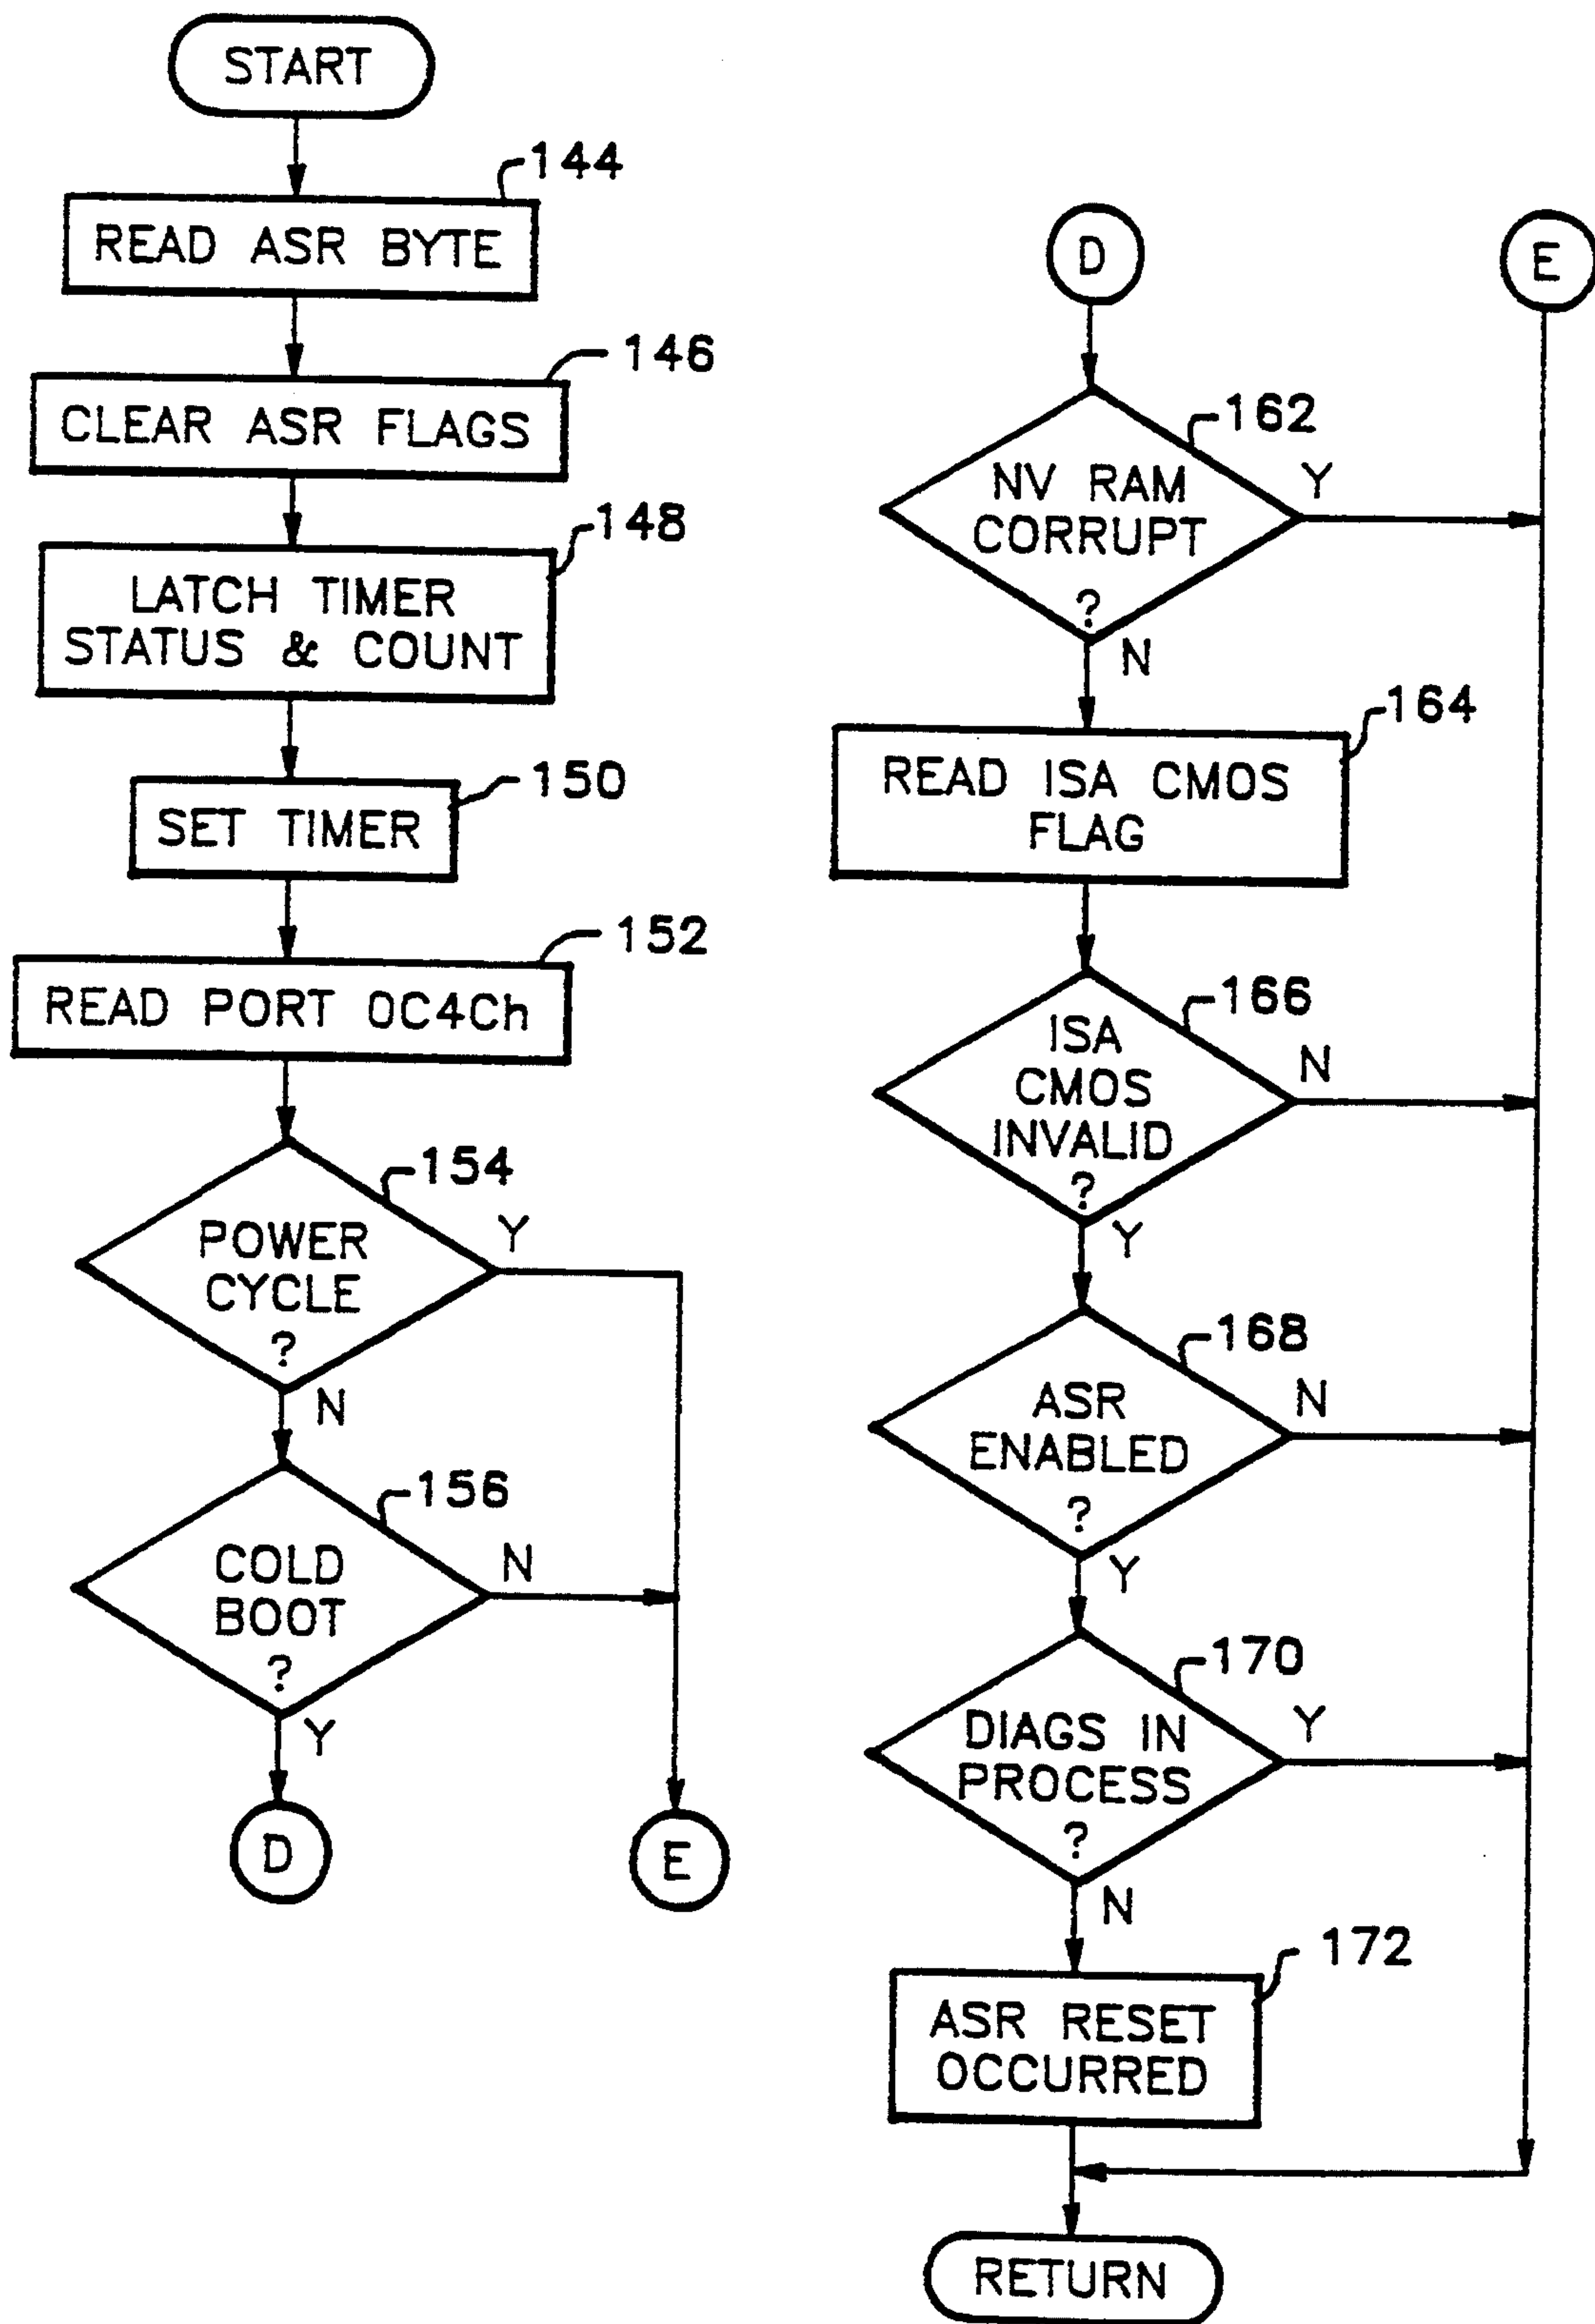 START
144
READ ASR BYTE
146
CLEAR ASR FLAGS
148
LATCH TIMER
STATUS & COUNT
150
SET TIMER
152
READ PORT 0C4Ch
154
POWER
CYCLE
?
Y
N
156
COLD
BOOT
?
N
Y
D
E
D
E
162
NV RAM
CORRUPT
?
Y
N
164
READ ISA CMOS
FLAG
166
ISA
CMOS
INVALID
?
N
Y
168
ASR
ENABLED
?
N
Y
170
DIAGS IN
PROCESS
?
Y
N
172
ASR RESET
OCCURRED
RETURN